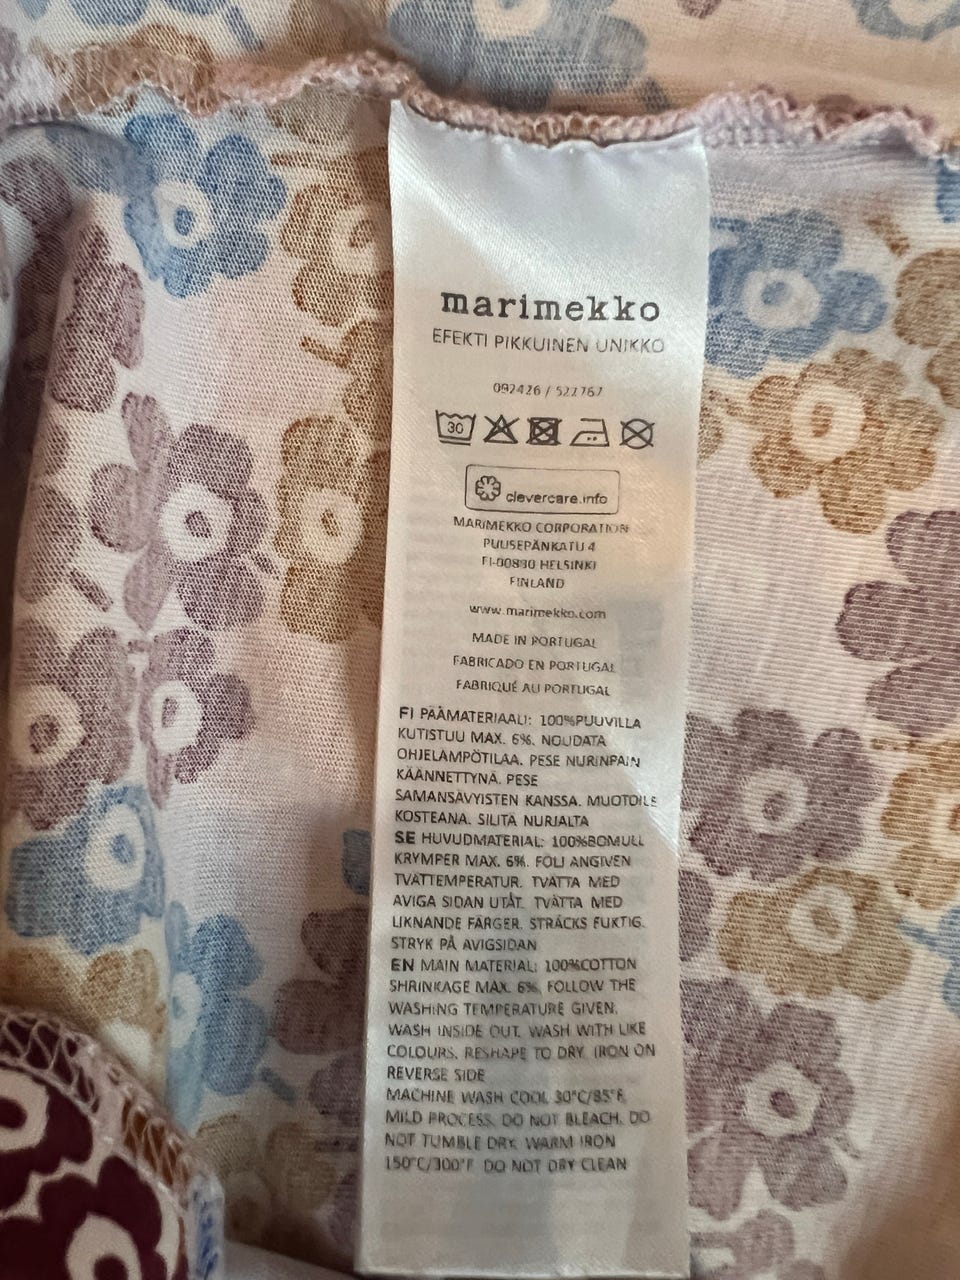 marimekko
EFEKTI PIKKUINEN UNIKKO
092426 / 522767
30
clevercare.info
MARIMEKKO CORPORATION
PUUSEPÄNKATU 4
FI-00880 HELSINKI
FINLAND
www.marimekko.com
MADE IN PORTUGAL
FABRICADO EN PORTUGAL
FABRIQUÉ AU PORTUGAL
FI PÄÄMATERIAALI: 100%PUUVILLA
KUTISTUU MAX. 6%. NOUDATA
OHJELÄMPÖTILAA. PESE NURINPÄIN
KÄÄNNETTYNÄ. PESE
SAMANSÄVYISTEN KANSSA. MUOTOILE
KOSTEANA. SILITÄ NURJALTA
SE HUVUDMATERIAL: 100%BOMULL
KRYMPER MAX. 6%. FÖLJ ANGIVEN
TVÄTTEMPERATUR. TVÄTTA MED
AVIGA SIDAN UTÅT. TVÄTTA MED
LIKNANDE FÄRGER. STRÄCKS FUKTIG.
STRYK PÅ AVIGSIDAN
EN MAIN MATERIAL: 100%COTTON
SHRINKAGE MAX. 6%. FOLLOW THE
WASHING TEMPERATURE GIVEN.
WASH INSIDE OUT. WASH WITH LIKE
COLOURS. RESHAPE TO DRY. IRON ON
REVERSE SIDE
MACHINE WASH COOL 30°C/85°F.
MILD PROCESS. DO NOT BLEACH. DO
NOT TUMBLE DRY. WARM IRON
150°C/300°F. DO NOT DRY CLEAN